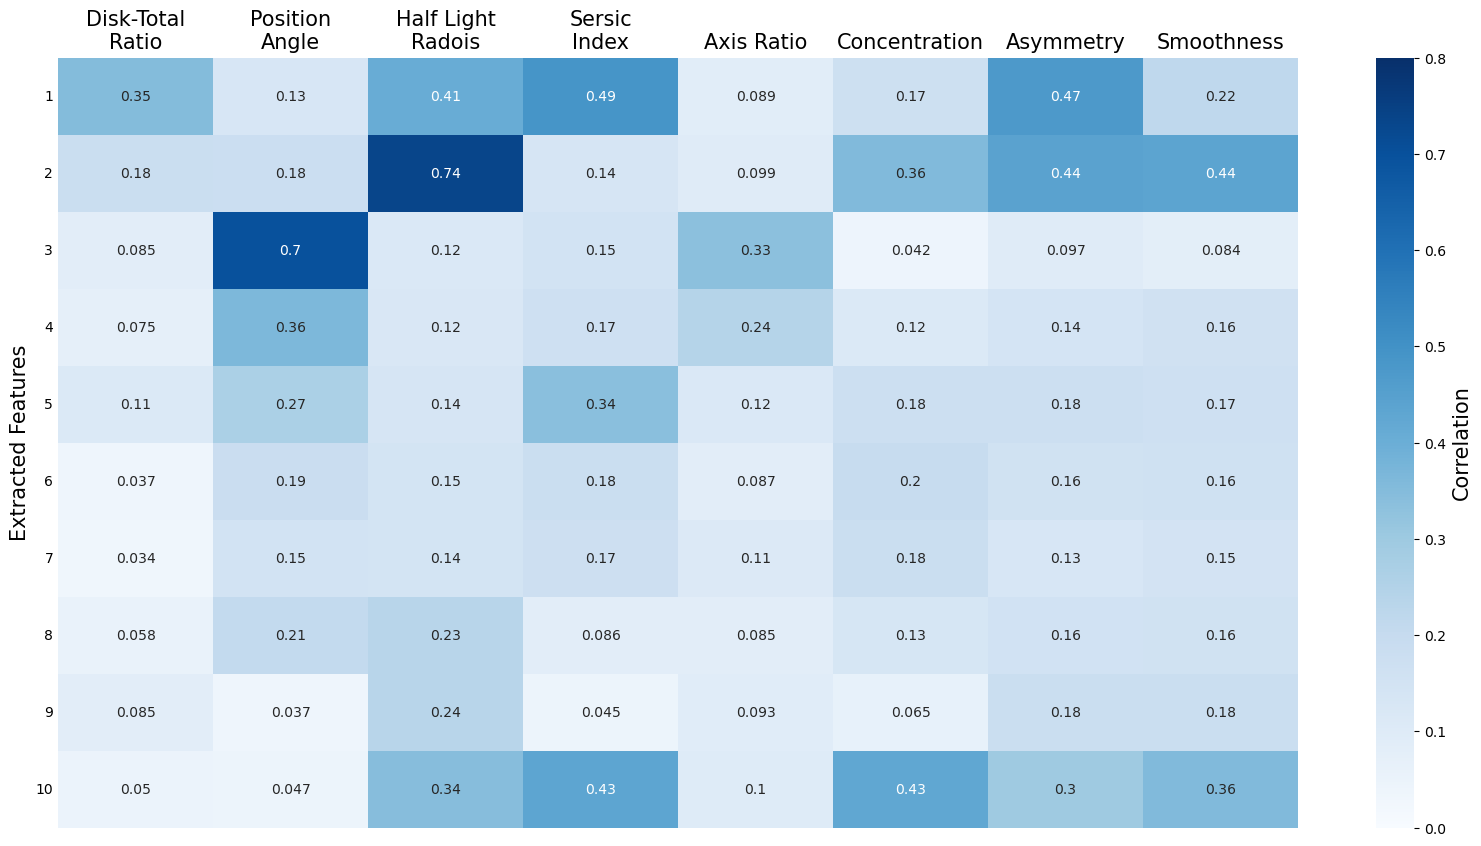 Disk-Total
Ratio
Position
Angle
Half Light
Radois
Sersic
Index
Axis Ratio
Concentration
Asymmetry
Smoothness
1 0.35 0.13 0.41 0.49 0.089 0.17 0.47 0.22
2 0.18 0.18 0.74 0.14 0.099 0.36 0.44 0.44
3 0.085 0.7 0.12 0.15 0.33 0.042 0.097 0.084
4 0.075 0.36 0.12 0.17 0.24 0.12 0.14 0.16
5 0.11 0.27 0.14 0.34 0.12 0.18 0.18 0.17
6 0.037 0.19 0.15 0.18 0.087 0.2 0.16 0.16
7 0.034 0.15 0.14 0.17 0.11 0.18 0.13 0.15
8 0.058 0.21 0.23 0.086 0.085 0.13 0.16 0.16
9 0.085 0.037 0.24 0.045 0.093 0.065 0.18 0.18
10 0.05 0.047 0.34 0.43 0.1 0.43 0.3 0.36
Extracted Features
0.8
0.7
0.6
0.5
0.4
0.3
0.2
0.1
0.0
Correlation